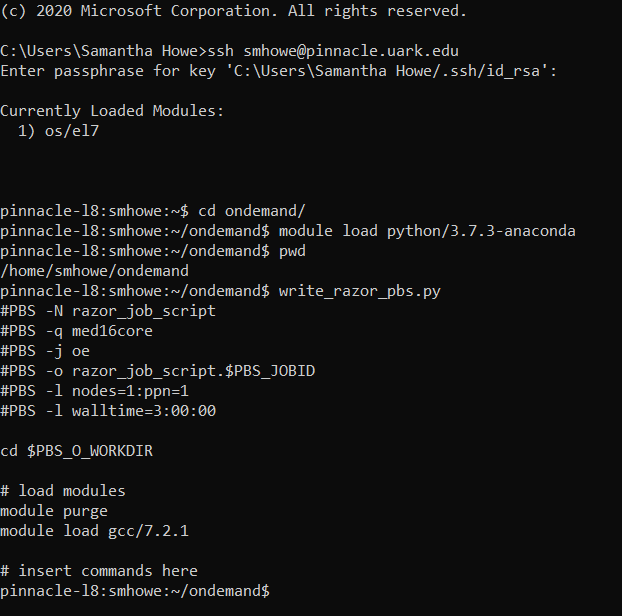 (c) 2020 Microsoft Corporation. All rights reserved.
C:\Users\Samantha Howe>ssh smhowe@pinnacle.uark.edu
Enter passphrase for key 'C:\Users\Samantha Howe/.ssh/id_rsa':
Currently Loaded Modules:
  1) os/el7
pinnacle-l8:smhowe:~$ cd ondemand/
pinnacle-l8:smhowe:~/ondemand$ module load python/3.7.3-anaconda
pinnacle-l8:smhowe:~/ondemand$ pwd
/home/smhowe/ondemand
pinnacle-l8:smhowe:~/ondemand$ write_razor_pbs.py
#PBS -N razor_job_script
#PBS -q med16core
#PBS -j oe
#PBS -o razor_job_script.$PBS_JOBID
#PBS -l nodes=1:ppn=1
#PBS -l walltime=3:00:00
cd $PBS_O_WORKDIR
# load modules
module purge
module load gcc/7.2.1
# insert commands here
pinnacle-l8:smhowe:~/ondemand$